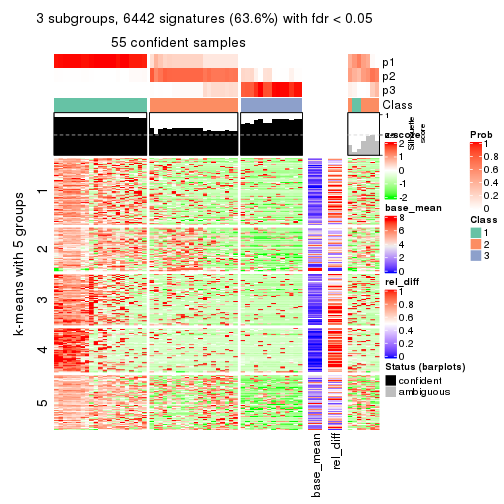 3 subgroups, 6442 signatures (63.6%) with fdr < 0.05
55 confident samples
p1
p2
p3
Class
1
Silhouette
score
k-means with 5 groups
1
2
3
4
5
base_mean
rel_diff
z-score
2
1
0
-1
-2
base_mean
8
6
4
2
0
rel_diff
1
0.8
0.6
0.4
0.2
0
Status (barplots)
confident
ambiguous
Prob
1
0.8
0.6
0.4
0.2
0
Class
1
2
3